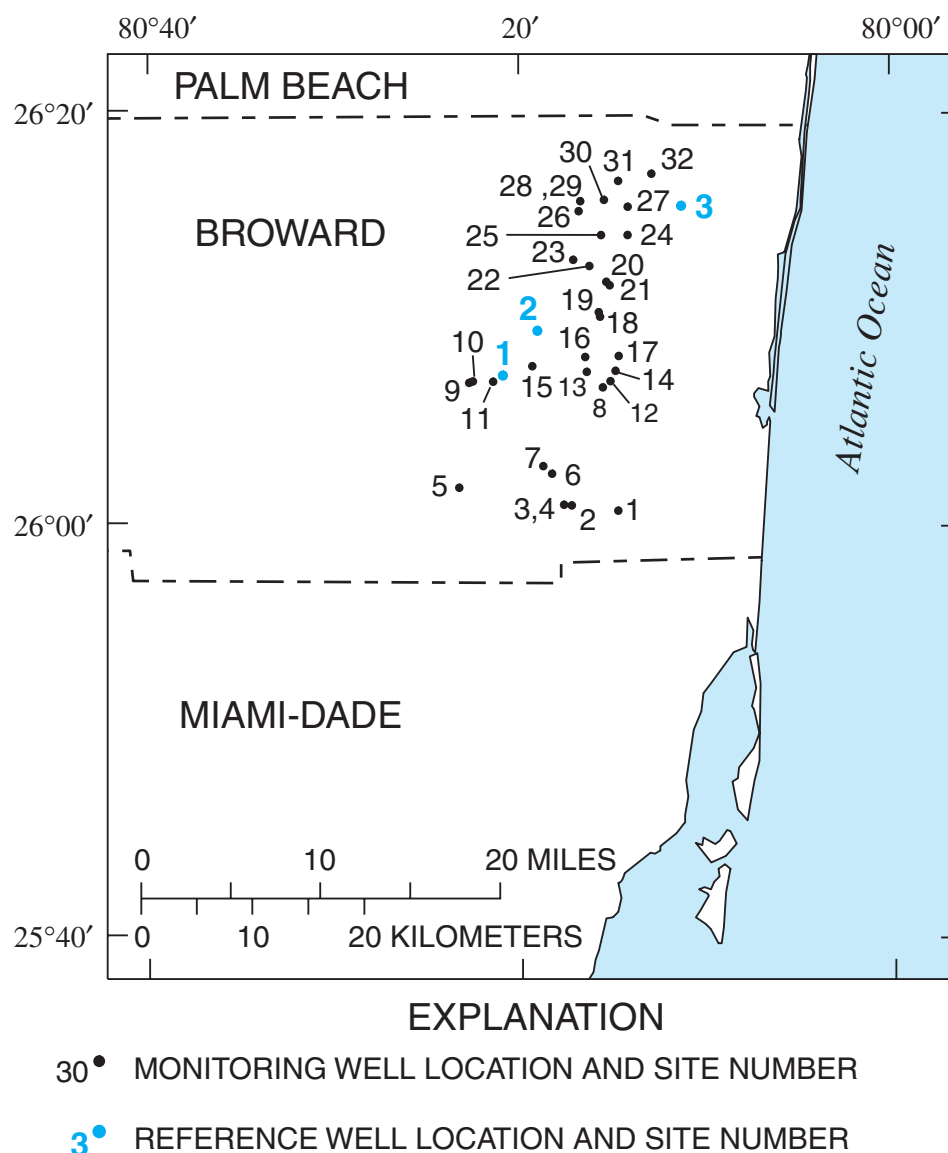 80°40′ 20′ 80°00′
PALM BEACH
26°20′
30 31 32
28 ,29 27 3
26
BROWARD 25 24
23 20
22 21
Atlantic Ocean
2 19 18
10 1 16 17
9 15 13 14
11 8 12
7 6
5
3,4 2 1
26°00′
MIAMI-DADE
0 10 20 MILES
25°40′
0 10 20 KILOMETERS
EXPLANATION
30 MONITORING WELL LOCATION AND SITE NUMBER
3 REFERENCE WELL LOCATION AND SITE NUMBER